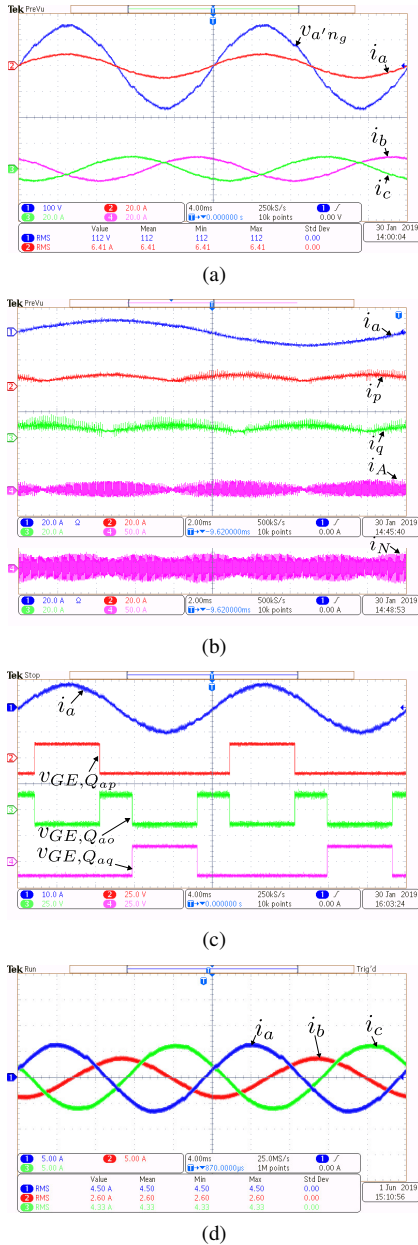 Tek PreVu
v_{a'n_g}
i_a
i_b
i_c
1 100 V 2 20.0 A 4.00ms 250kS/s 1
3 20.0 A 4 20.0 A 0.000000 s 10k points 0.00 V
Value Mean Min Max Std Dev
1 RMS 112 V 112 112 112 0.00
2 RMS 6.41 A 6.41 6.41 6.41 0.00
30 Jan 2019
14:00:04
(a)
Tek PreVu
i_a
i_p
i_q
i_A
1 20.0 A Ω 2 20.0 A 2.00ms 500kS/s 1
3 20.0 A 4 50.0 A -9.620000ms 10k points 0.00 A
30 Jan 2019
14:45:40
i_N
1 20.0 A Ω 2 20.0 A 2.00ms 500kS/s 1
3 20.0 A 4 50.0 A -9.620000ms 10k points 0.00 A
30 Jan 2019
14:48:53
(b)
Tek Stop
i_a
v_{GE,Q_{ap}}
v_{GE,Q_{ao}}
v_{GE,Q_{aq}}
1 10.0 A 2 25.0 V 4.00ms 250kS/s 1
3 25.0 V 4 25.0 V 0.000000 s 10k points 0.00 A
30 Jan 2019
16:03:24
(c)
Tek Run Trig'd
i_a
i_b
i_c
1 5.00 A 2 5.00 A 4.00ms 25.0MS/s 1
3 5.00 A 870.0000µs 1M points 0.00 A
Value Mean Min Max Std Dev
1 RMS 4.50 A 4.50 4.50 4.50 0.00
2 RMS 2.60 A 2.60 2.60 2.60 0.00
3 RMS 4.33 A 4.33 4.33 4.33 0.00
1 Jun 2019
15:10:56
(d)